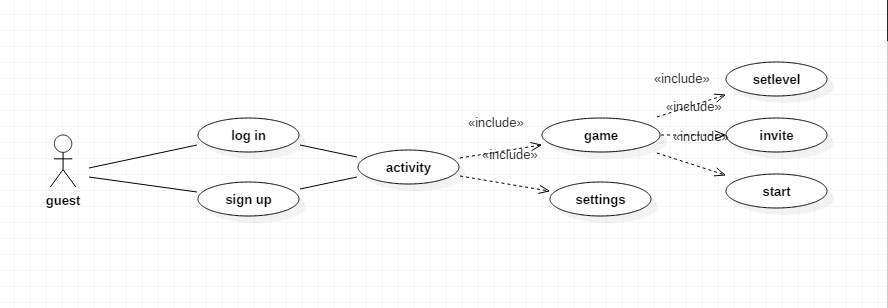 guest
log in
sign up
activity
«include»
«include»
game
settings
«include»
«include»
«include»
setlevel
invite
start